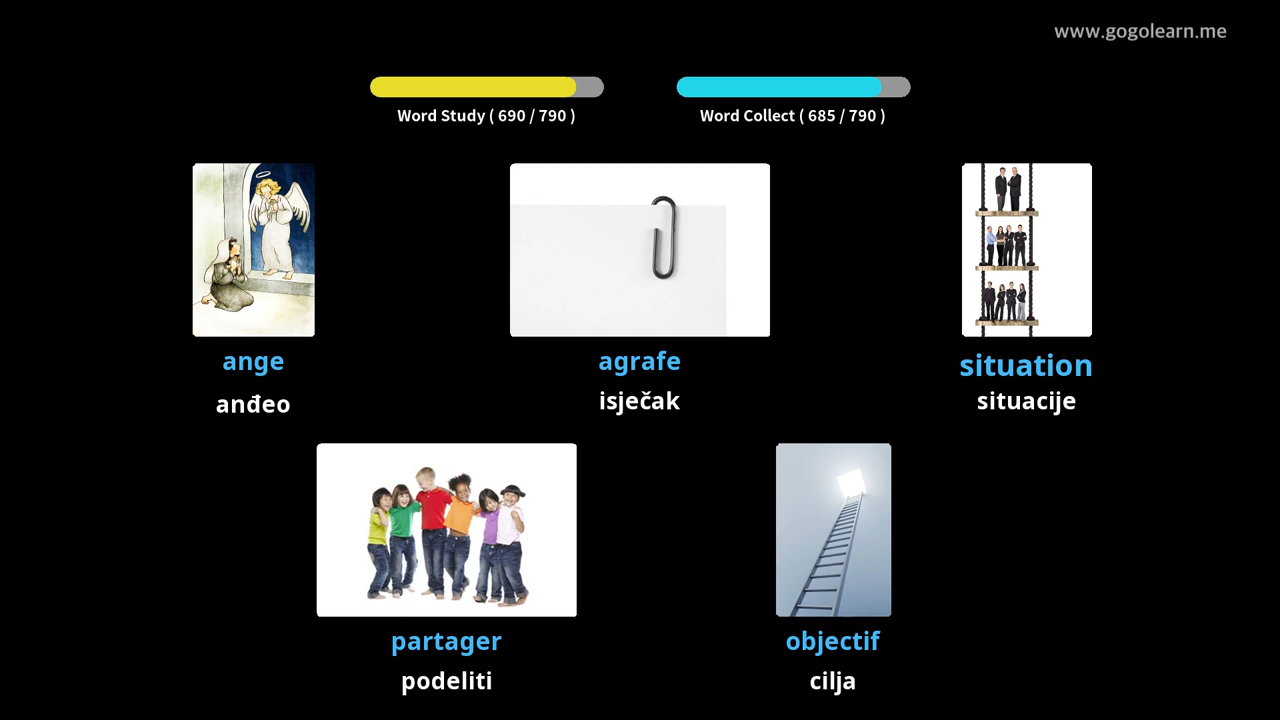 www.gogolearn.me
Word Study ( 690 / 790 )
Word Collect ( 685 / 790 )
ange
agrafe
situation
anđeo
isječak
situacije
partager
objectif
podeliti
cilja